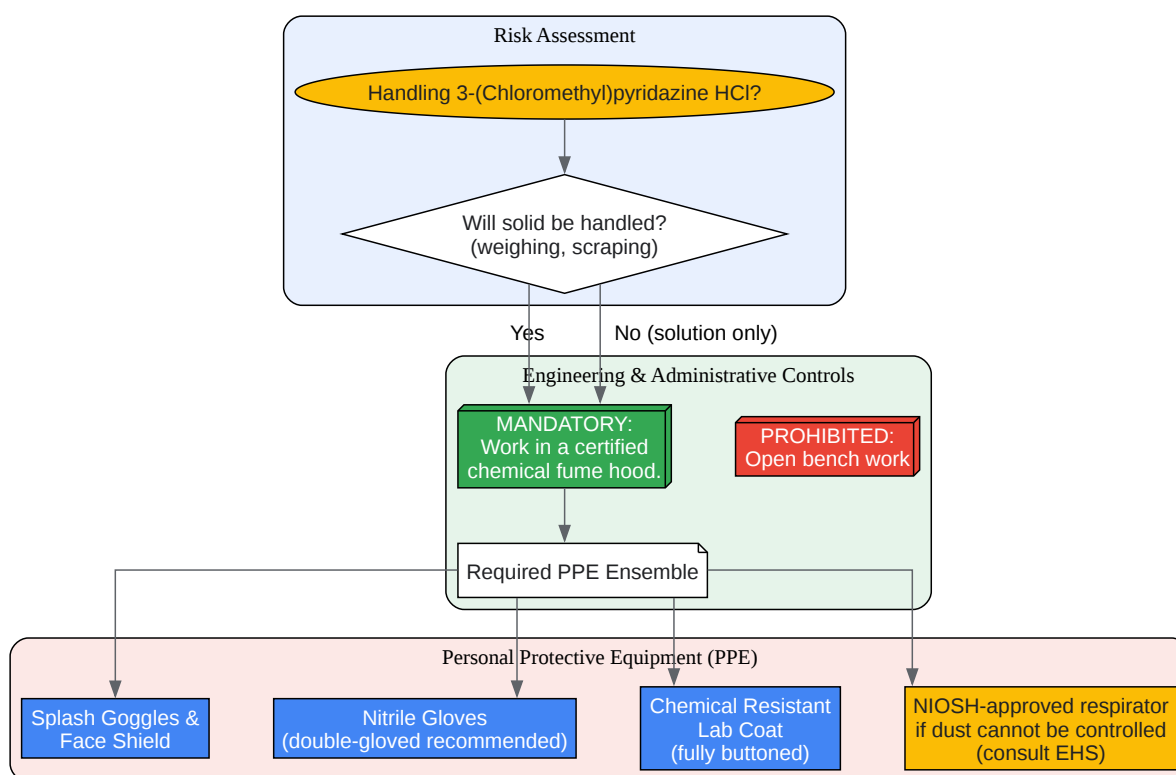 Risk Assessment
Handling 3-(Chloromethyl)pyridazine HCl?
Will solid be handled?
(weighing, scraping)
Yes
No (solution only)
Engineering & Administrative Controls
MANDATORY:
Work in a certified
chemical fume hood.
PROHIBITED:
Open bench work
Required PPE Ensemble
Personal Protective Equipment (PPE)
Splash Goggles &
Face Shield
Nitrile Gloves
(double-gloved recommended)
Chemical Resistant
Lab Coat
(fully buttoned)
NIOSH-approved respirator
if dust cannot be controlled
(consult EHS)